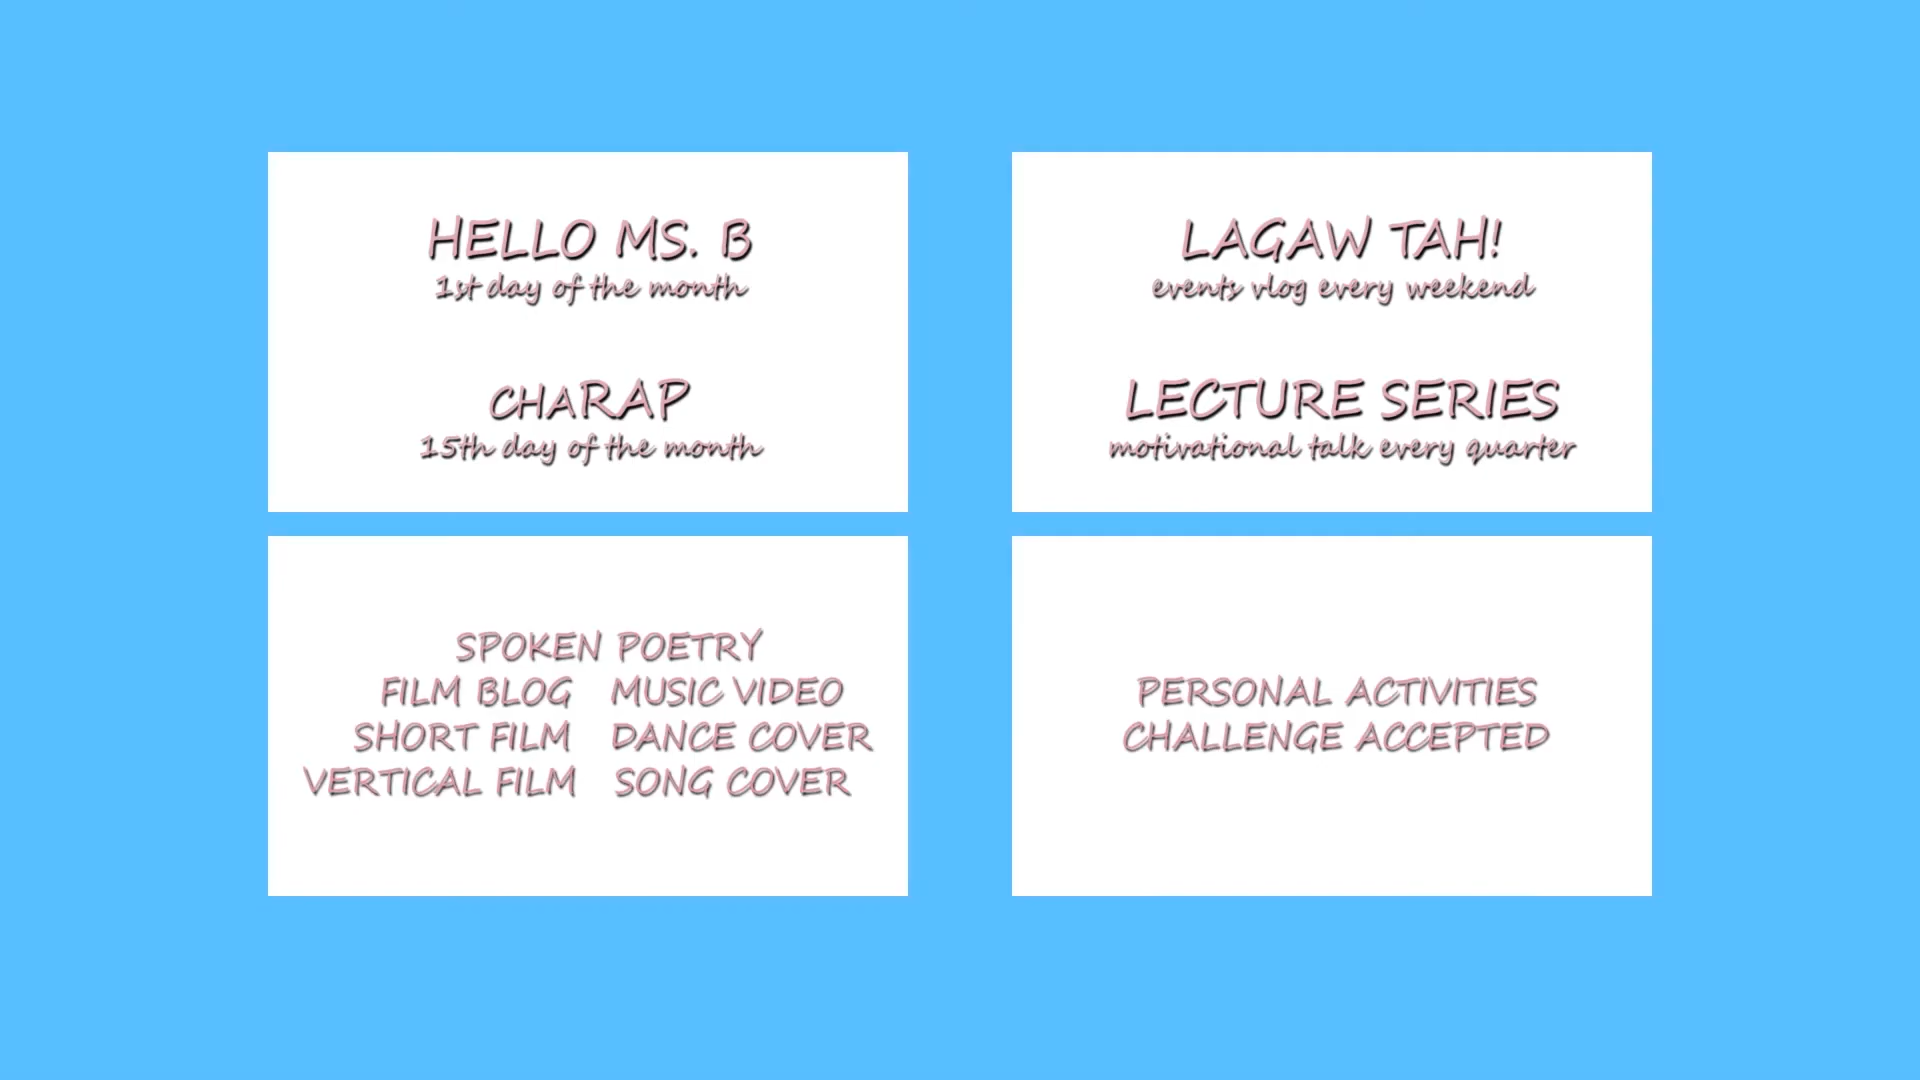 HELLO MS. B
1st day of the month
CHARAP
15th day of the month
LAGAW TAH!
events vlog every weekend
LECTURE SERIES
motivational talk every quarter
SPOKEN POETRY
FILM BLOG MUSIC VIDEO
SHORT FILM DANCE COVER
VERTICAL FILM SONG COVER
PERSONAL ACTIVITIES
CHALLENGE ACCEPTED